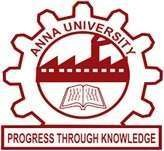 ANNA UNIVERSITY
PROGRESS THROUGH KNOWLEDGE